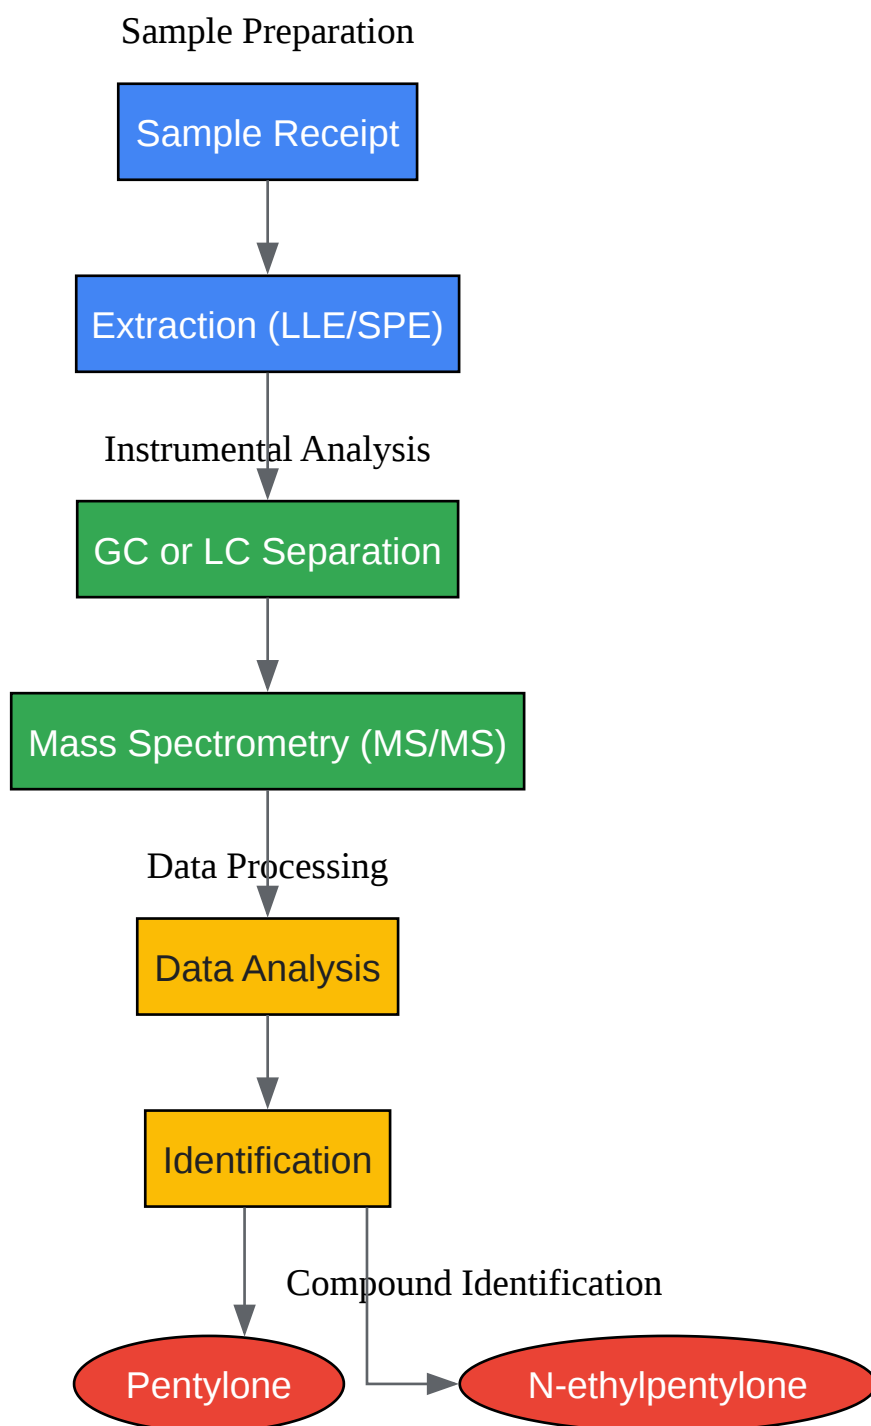 Sample Preparation
Sample Receipt
Extraction (LLE/SPE)
Instrumental Analysis
GC or LC Separation
Mass Spectrometry (MS/MS)
Data Processing
Data Analysis
Identification
Compound Identification
Pentylone
N-ethylpentylone